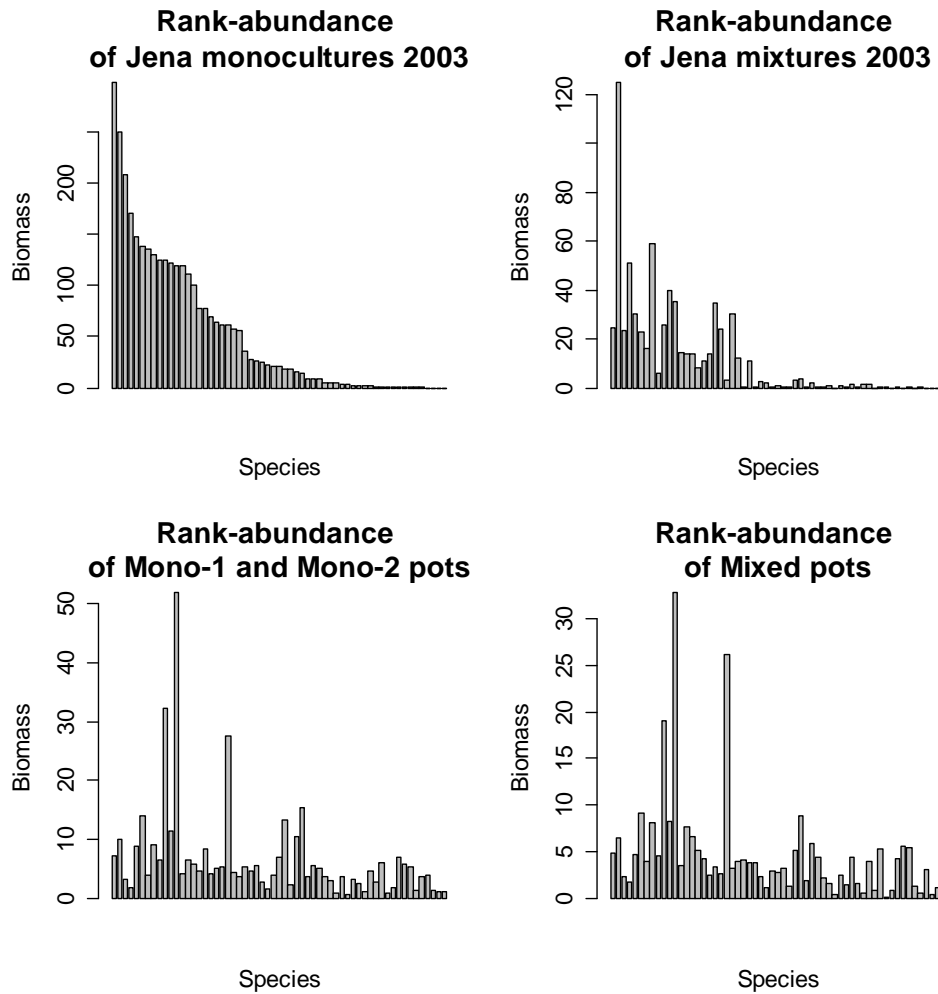 Rank-abundance
of Jena monocultures 2003
Biomass
0
50
100
200
Species
Rank-abundance
of Jena mixtures 2003
Biomass
0
20
40
60
80
100
120
Species
Rank-abundance
of Mono-1 and Mono-2 pots
Biomass
0
10
20
30
40
50
Species
Rank-abundance
of Mixed pots
Biomass
0
5
10
15
20
25
30
Species